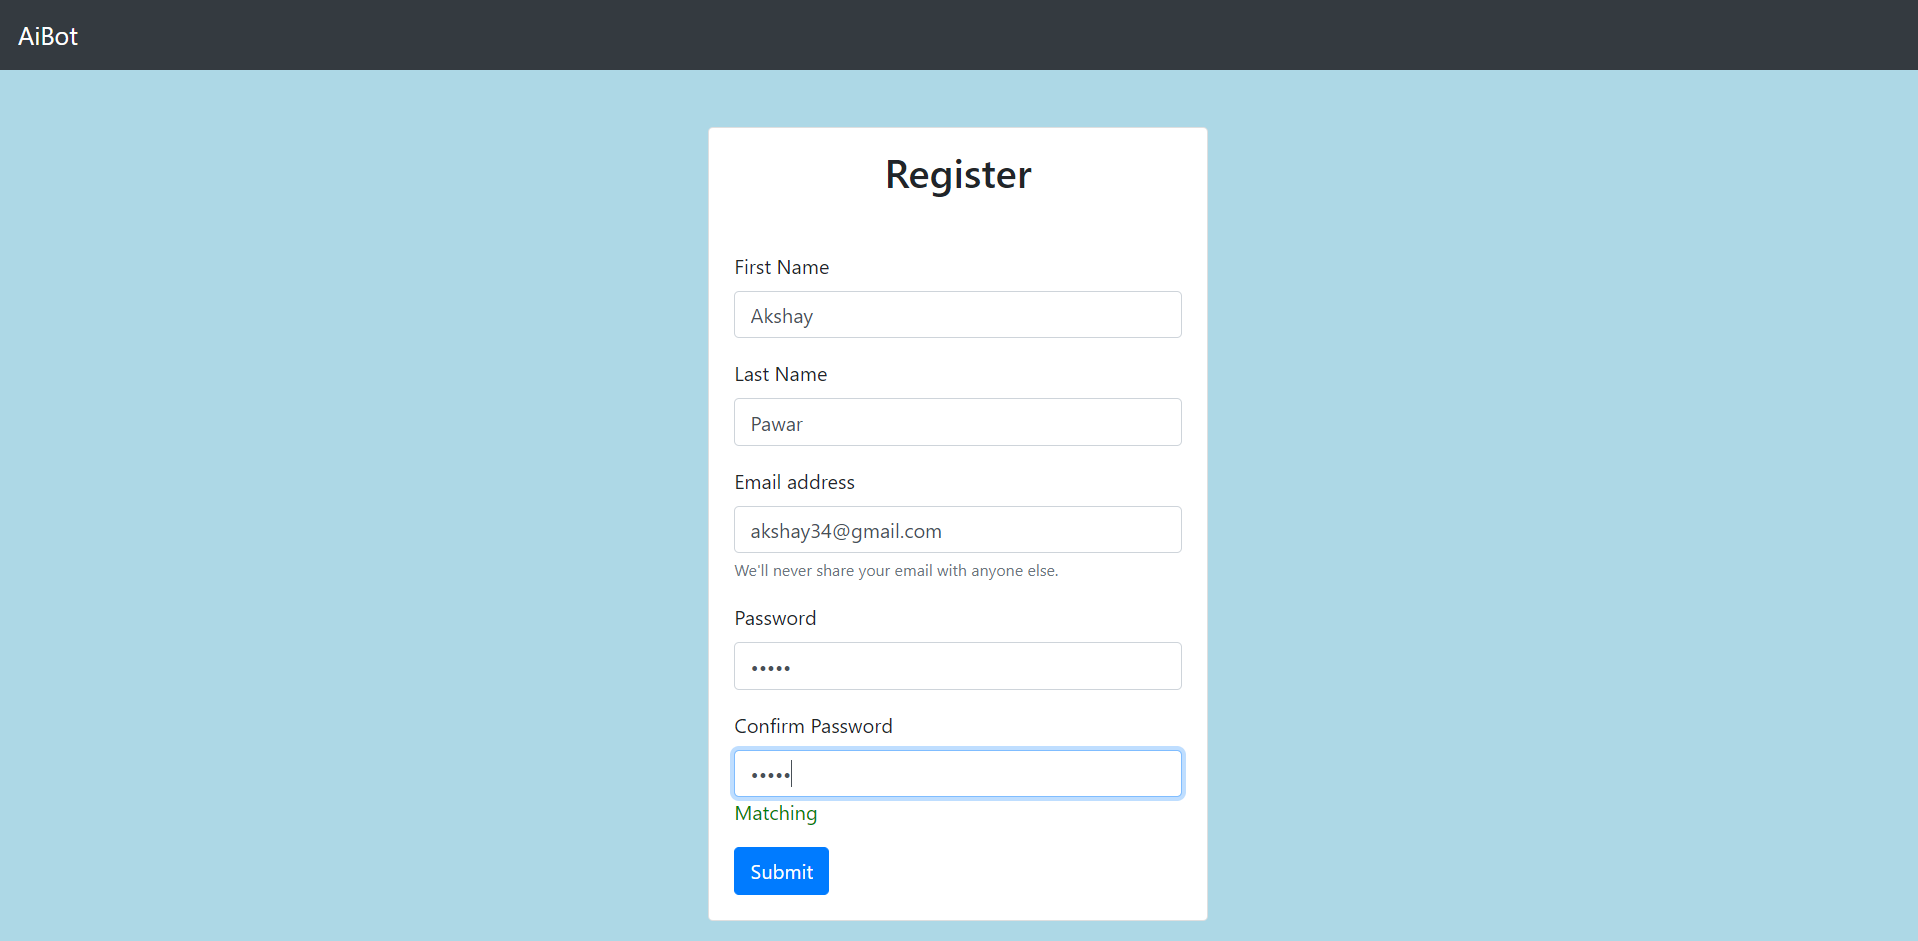 AiBot
Register
First Name
Akshay
Last Name
Pawar
Email address
akshay34@gmail.com
We'll never share your email with anyone else.
Password
•••••
Confirm Password
•••••
Matching
Submit